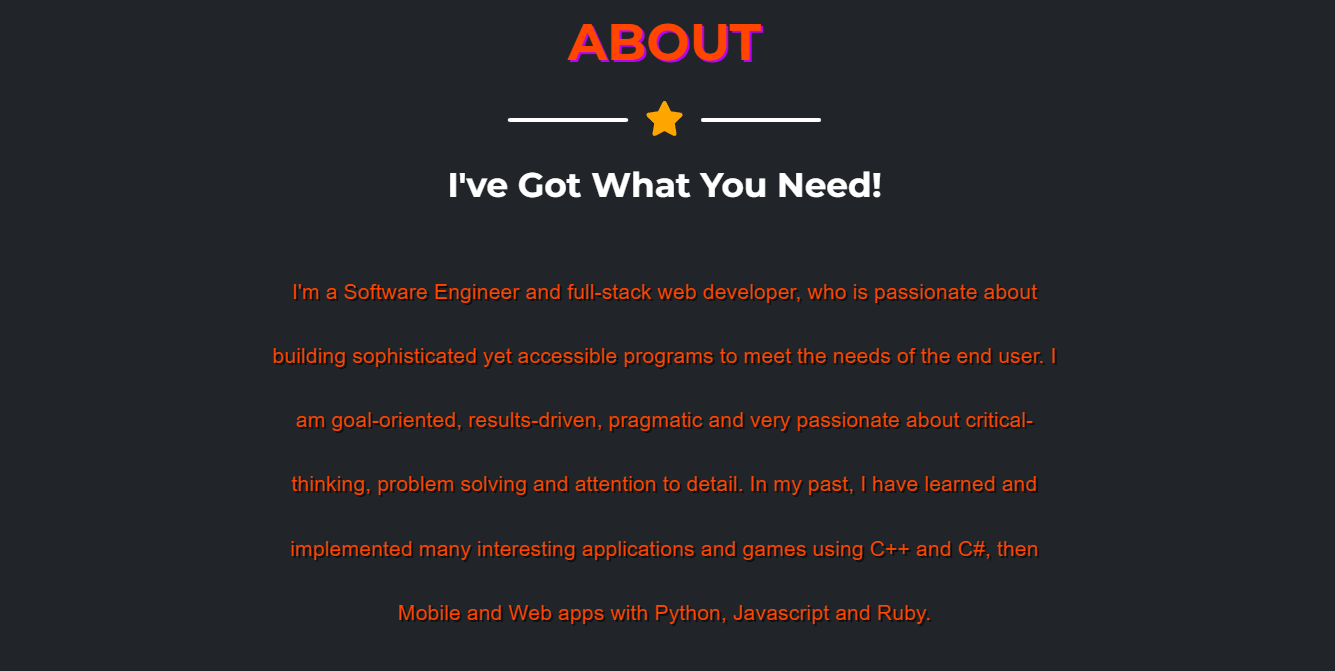 ABOUT
I've Got What You Need!
I'm a Software Engineer and full-stack web developer, who is passionate about
building sophisticated yet accessible programs to meet the needs of the end user. I
am goal-oriented, results-driven, pragmatic and very passionate about critical-
thinking, problem solving and attention to detail. In my past, I have learned and
implemented many interesting applications and games using C++ and C#, then
Mobile and Web apps with Python, Javascript and Ruby.